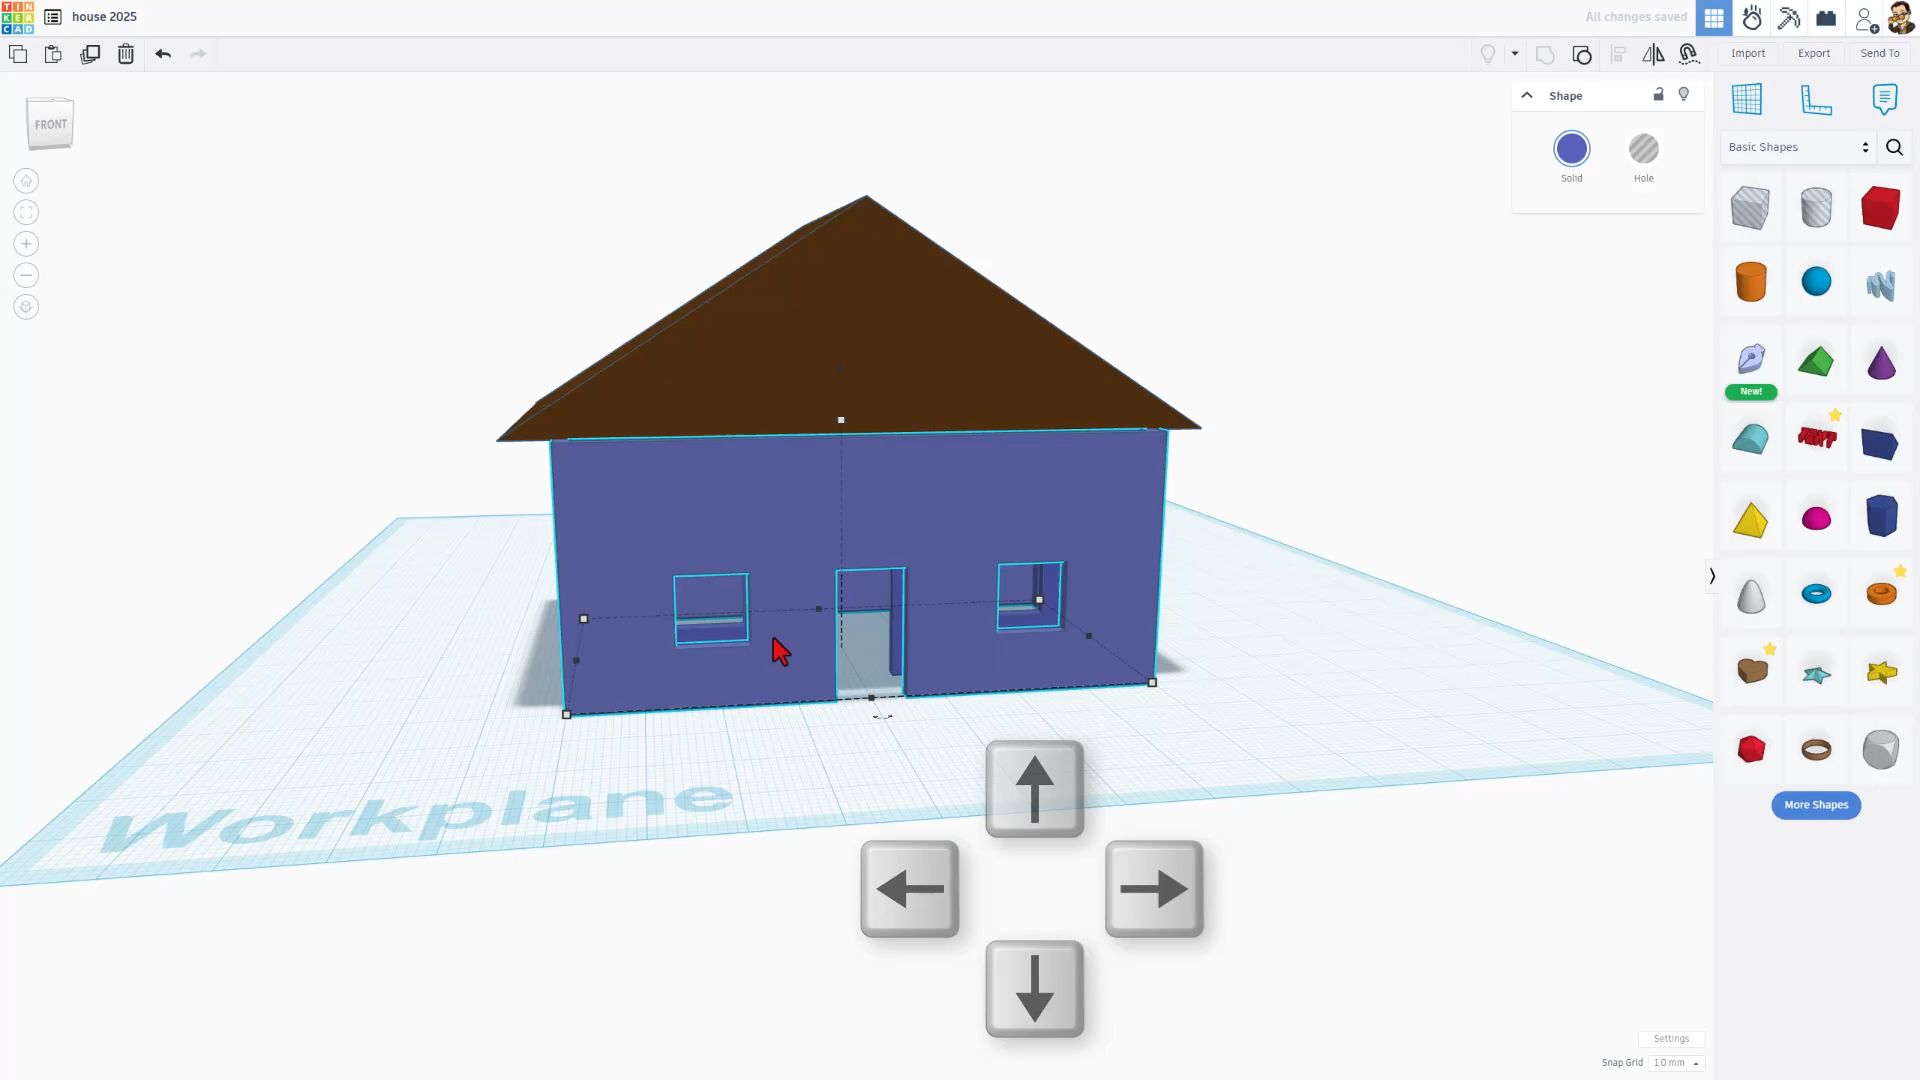 TIN
KER
CAD
house 2025
All changes saved
Import
Export
Send To
FRONT
Shape
Solid
Hole
Basic Shapes
New!
TEXT
More Shapes
Workplane
Settings
Snap Grid 1.0 mm